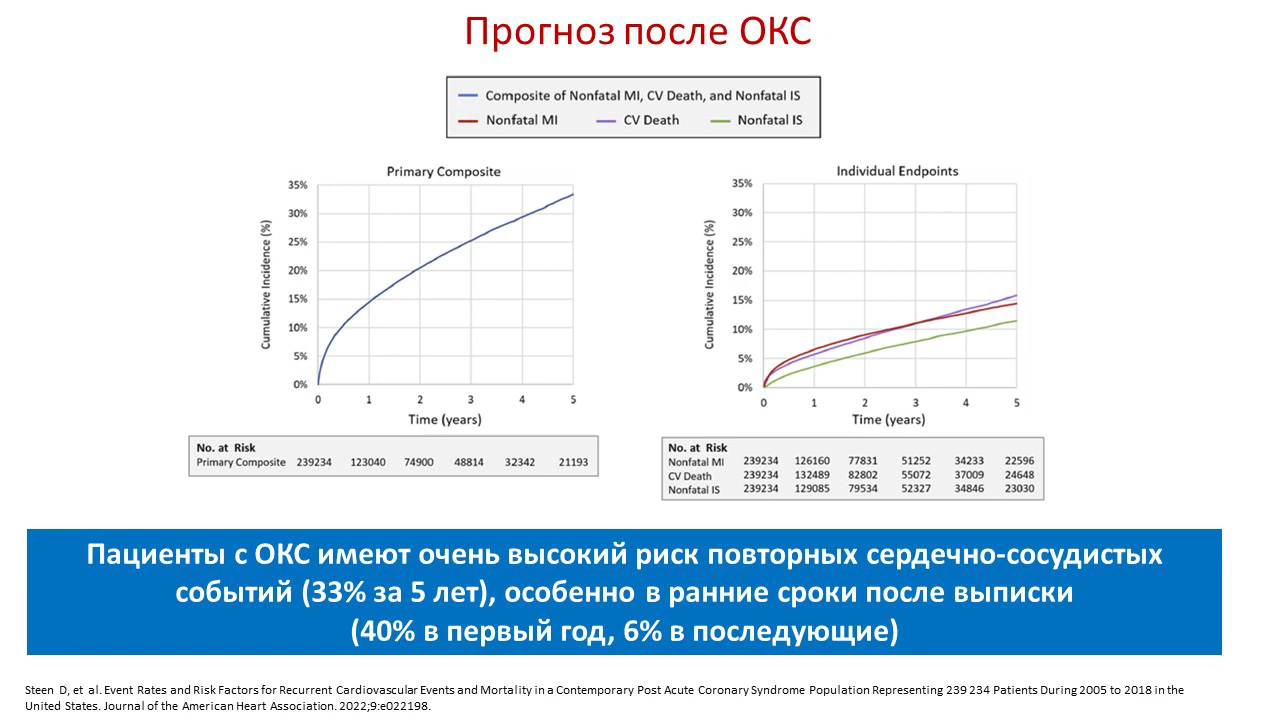 Прогноз после ОКС
Composite of Nonfatal MI, CV Death, and Nonfatal IS
Nonfatal MI CV Death Nonfatal IS
Primary Composite
35%
30%
25%
20%
15%
10%
5%
0%
Cumulative Incidence (%)
0 1 2 3 4 5
Time (years)
No. at Risk
Primary Composite 239234 123040 74900 48814 32342 21193
Individual Endpoints
35%
30%
25%
20%
15%
10%
5%
0%
Cumulative Incidence (%)
0 1 2 3 4 5
Time (years)
No. at Risk
Nonfatal MI 239234 126160 77831 51252 34233 22596
CV Death 239234 132489 82802 55072 37009 24648
Nonfatal IS 239234 129085 79534 52327 34846 23030
Пациенты с ОКС имеют очень высокий риск повторных сердечно-сосудистых
событий (33% за 5 лет), особенно в ранние сроки после выписки
(40% в первый год, 6% в последующие)
Steen D, et al. Event Rates and Risk Factors for Recurrent Cardiovascular Events and Mortality in a Contemporary Post Acute Coronary Syndrome Population Representing 239 234 Patients During 2005 to 2018 in the
United States. Journal of the American Heart Association. 2022;9:e022198.